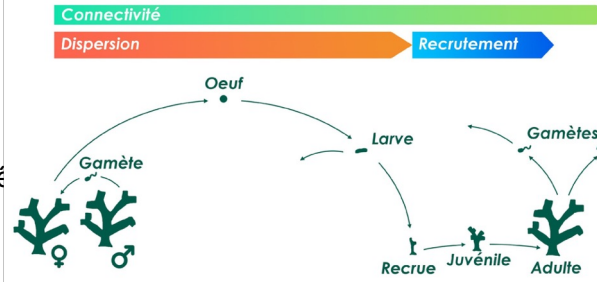 Connectivité
Dispersion
Recrutement
Oeuf
Larve
Gamètes
Gamète
♀
♂
Recrue
Juvénile
Adulte